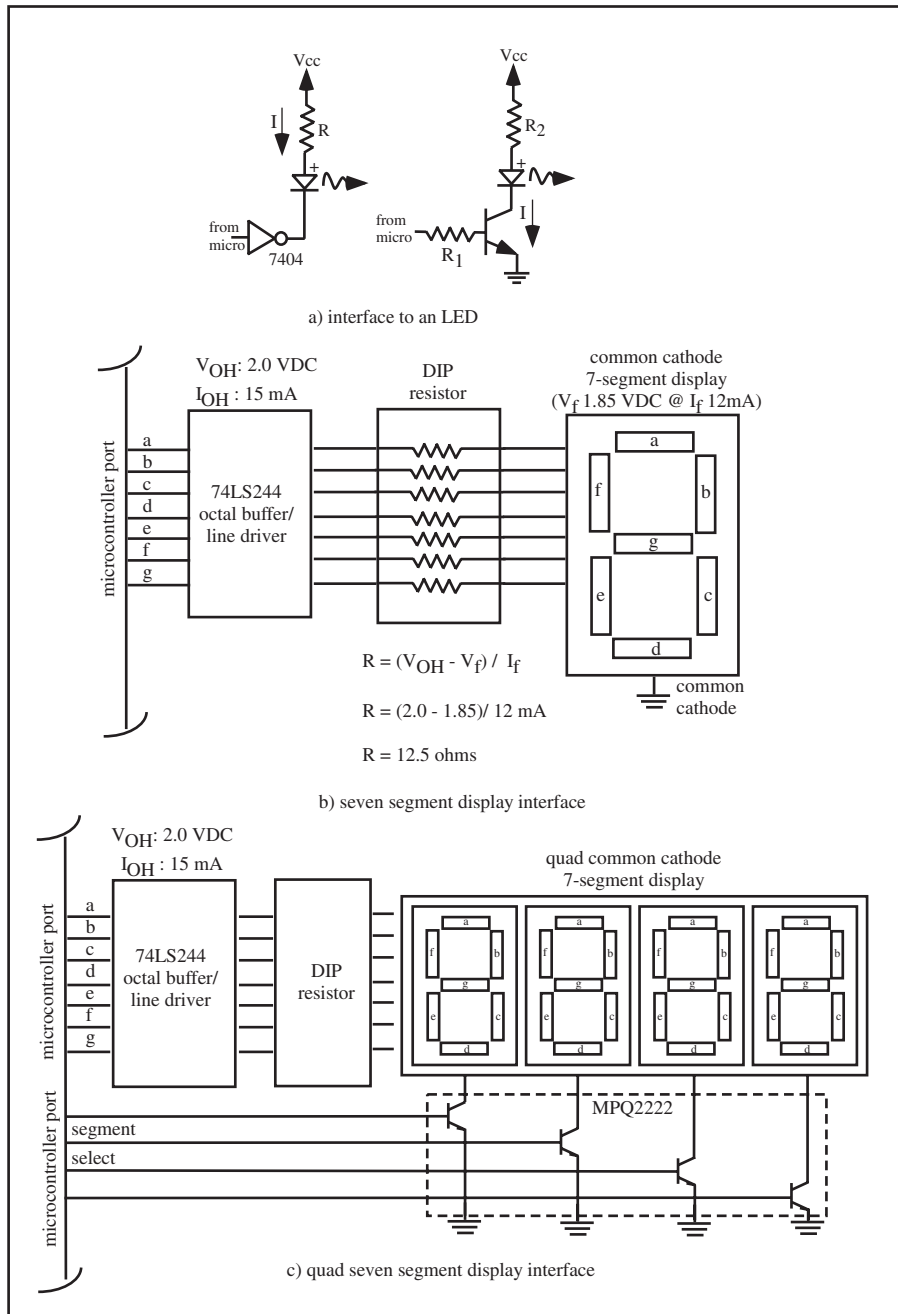 Vcc
I
R
+
from
micro
7404
Vcc
R2
+
I
from
micro
R1
a) interface to an LED
VOH: 2.0 VDC
IOH : 15 mA
DIP
resistor
common cathode
7-segment display
(Vf 1.85 VDC @ If 12mA)
microcontroller port
a
b
c
d
e
f
g
74LS244
octal buffer/
line driver
a
f
b
g
e
c
d
common
cathode
R = (VOH - Vf) / If
R = (2.0 - 1.85)/ 12 mA
R = 12.5 ohms
b) seven segment display interface
VOH: 2.0 VDC
IOH : 15 mA
quad common cathode
7-segment display
microcontroller port
a
b
c
d
e
f
g
74LS244
octal buffer/
line driver
DIP
resistor
a
f
b
g
e
c
d
a
f
b
g
e
c
d
a
f
b
g
e
c
d
a
f
b
g
e
c
d
microcontroller port
segment
select
MPQ2222
c) quad seven segment display interface